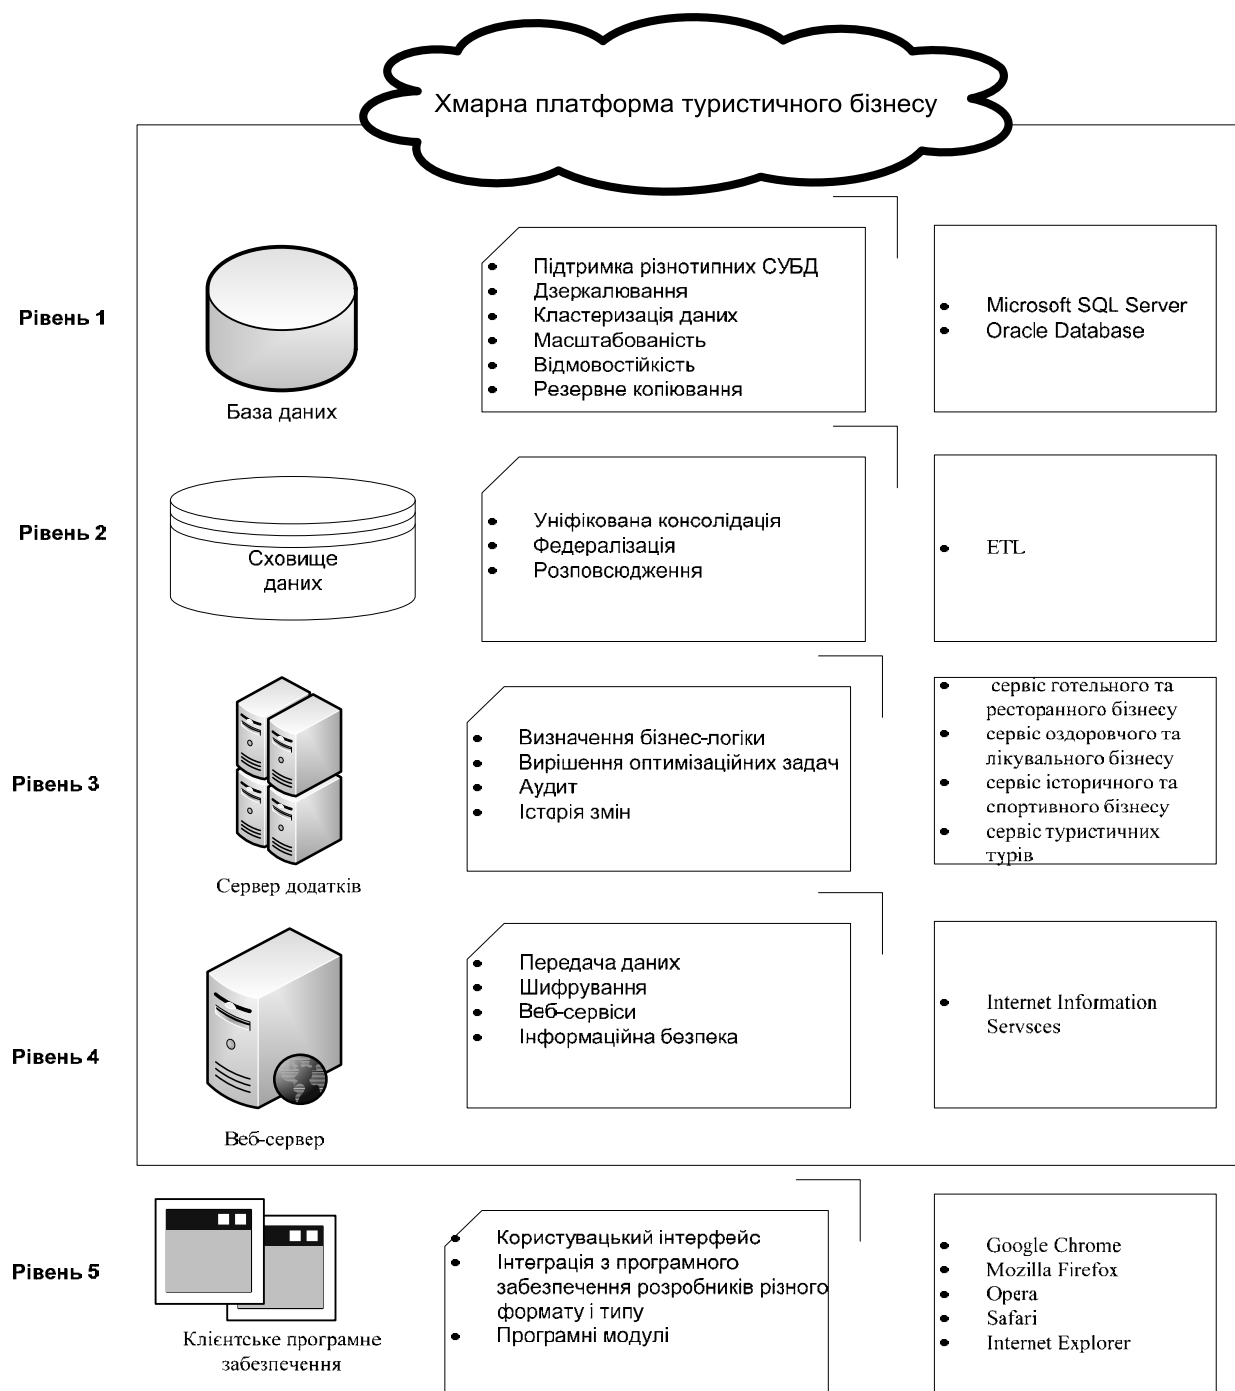 Хмарна платформа туристичного бізнесу
Рівень 1
База даних
Підтримка різнотипних СУБД
Дзеркалювання
Кластеризація даних
Масштабованість
Відмовостійкість
Резервне копіювання
Microsoft SQL Server
Oracle Database
Рівень 2
Сховище
даних
Уніфікована консолідація
Федералізація
Розповсюдження
ETL
Рівень 3
Сервер додатків
Визначення бізнес-логіки
Вирішення оптимізаційних задач
Аудит
Історія змін
сервіс готельного та
ресторанного бізнесу
сервіс оздоровчого та
лікувального бізнесу
сервіс історичного та
спортивного бізнесу
сервіс туристичних
турів
Рівень 4
Веб-сервер
Передача даних
Шифрування
Веб-сервіси
Інформаційна безпека
Internet Information
Servsces
Рівень 5
Клієнтське програмне
забезпечення
Користувацький інтерфейс
Інтеграція з програмного
забезпечення розробників різного
формату і типу
Програмні модулі
Google Chrome
Mozilla Firefox
Opera
Safari
Internet Explorer